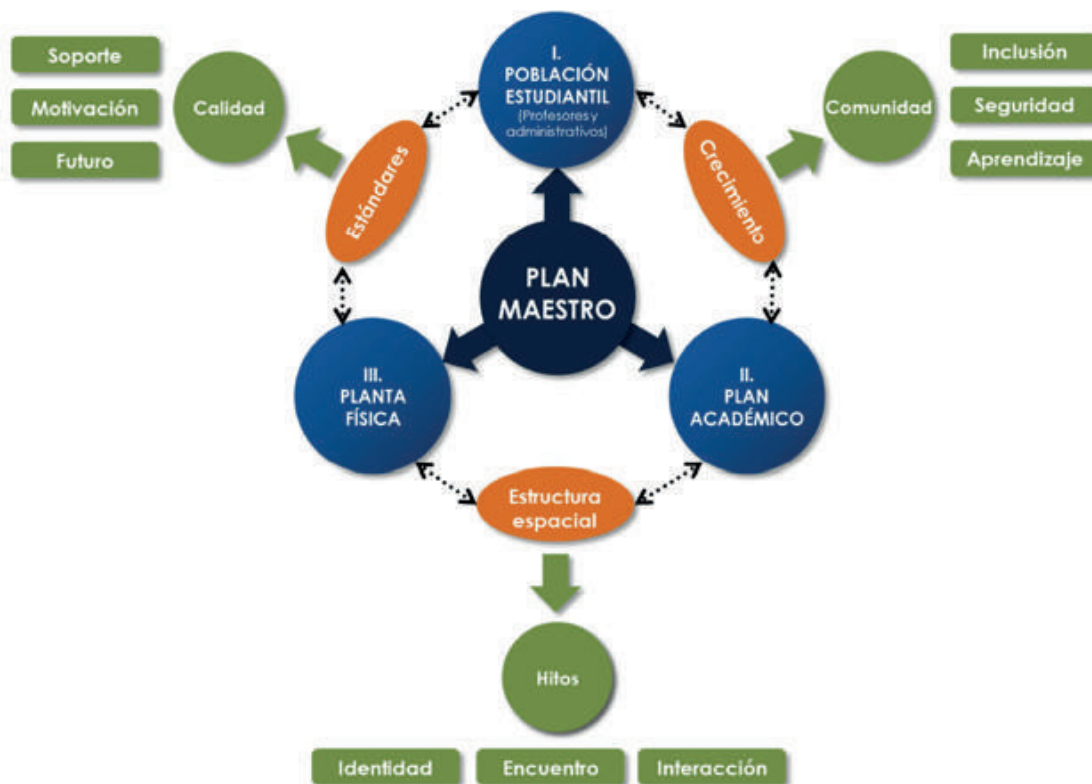 Soporte
Motivación
Futuro
Calidad
Estándares
I.
POBLACIÓN
ESTUDIANTIL
(Profesores y
administrativos)
Crecimiento
Comunidad
Inclusión
Seguridad
Aprendizaje
PLAN
MAESTRO
III.
PLANTA
FÍSICA
II.
PLAN
ACADÉMICO
Estructura
espacial
Hitos
Identidad
Encuentro
Interacción